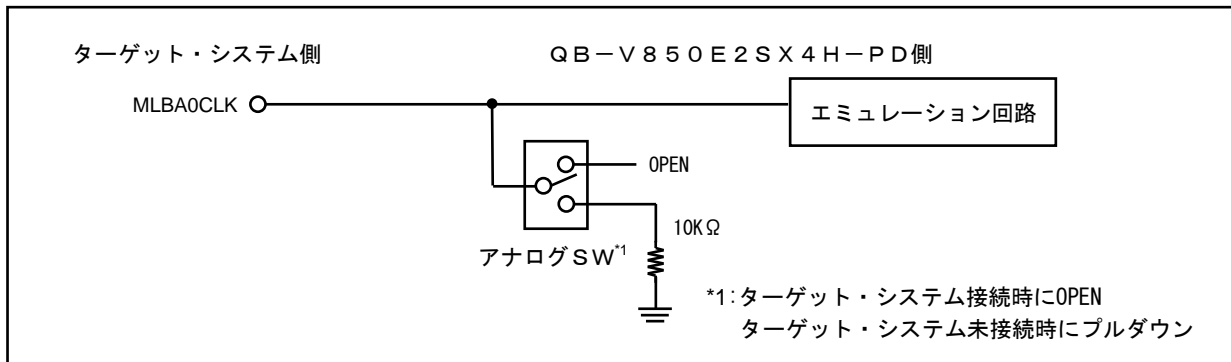 ターゲット・システム側
QB－V850E2SX4H－PD側
MLBA0CLK
エミュレーション回路
OPEN
10KΩ
アナログSW*1
*1:ターゲット・システム接続時にOPEN
ターゲット・システム未接続時にプルダウン